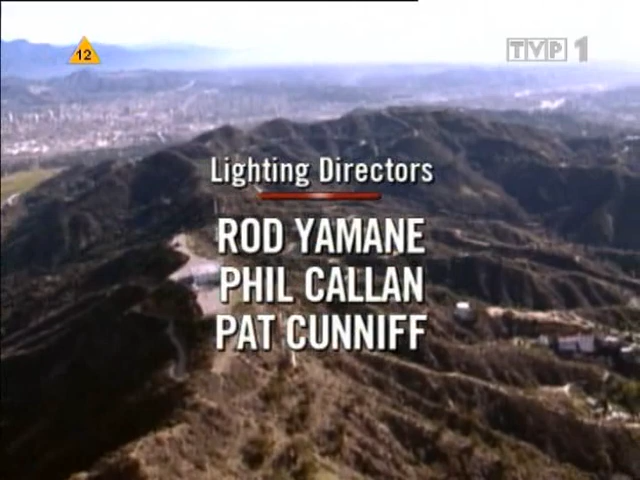 12
TVP 1
Lighting Directors
ROD YAMANE
PHIL CALLAN
PAT CUNNIFF